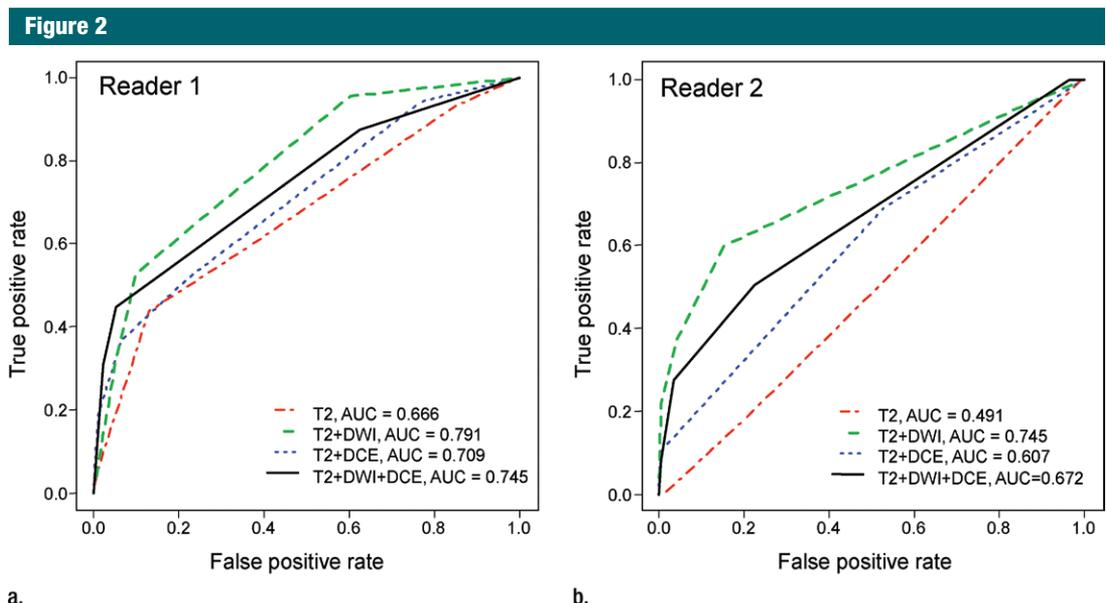 Figure 2
Reader 1
True positive rate
1.0
0.8
0.6
0.4
0.2
0.0
T2, AUC = 0.666
T2+DWI, AUC = 0.791
T2+DCE, AUC = 0.709
T2+DWI+DCE, AUC = 0.745
0.0 0.2 0.4 0.6 0.8 1.0
False positive rate
a.
Reader 2
True positive rate
1.0
0.8
0.6
0.4
0.2
0.0
T2, AUC = 0.491
T2+DWI, AUC = 0.745
T2+DCE, AUC = 0.607
T2+DWI+DCE, AUC=0.672
0.0 0.2 0.4 0.6 0.8 1.0
False positive rate
b.